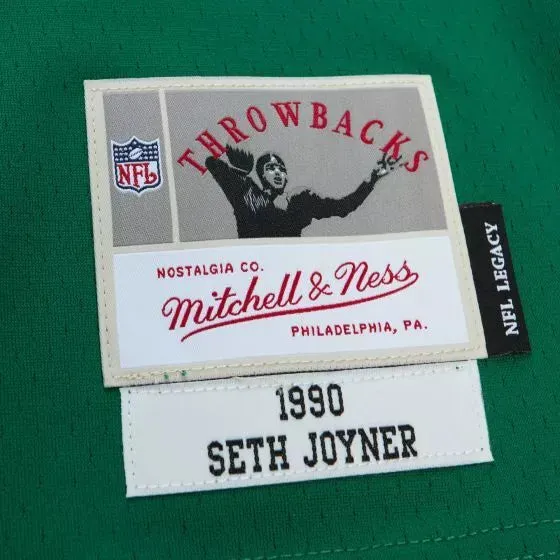 THROWBACKS
NFL
NOSTALGIA CO.
Mitchell & Ness
PHILADELPHIA, PA.
NFL LEGACY
1990
SETH JOYNER